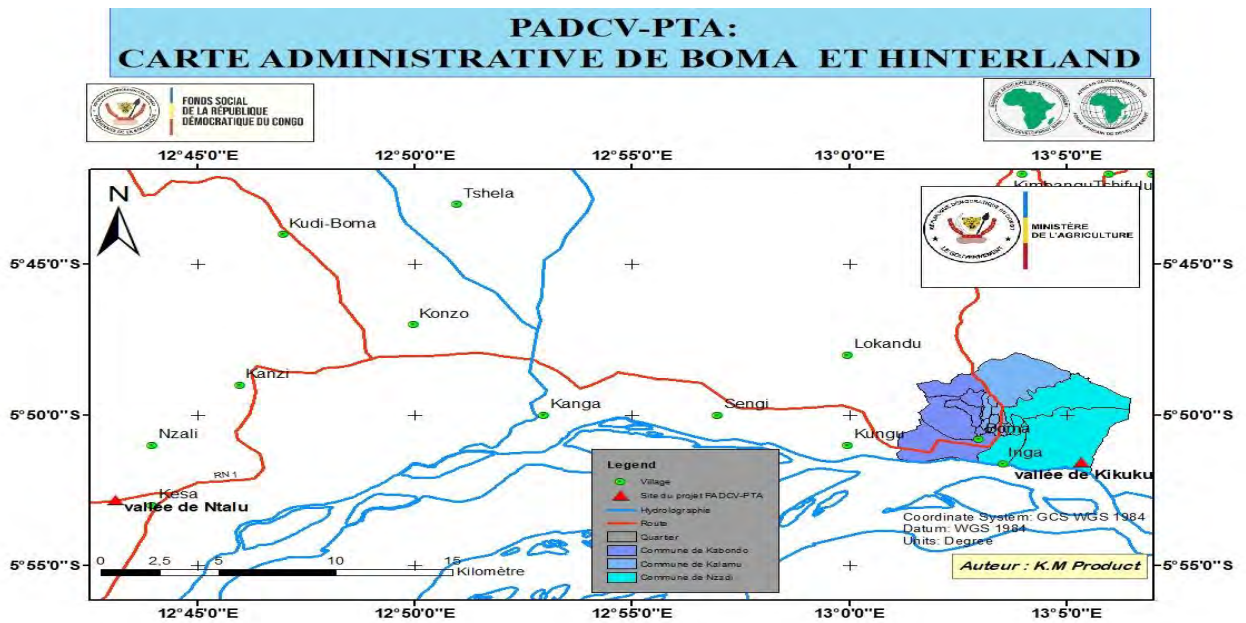 PADCV-PTA:
CARTE ADMINISTRATIVE DE BOMA ET HINTERLAND
FONDS SOCIAL
DE LA RÉPUBLIQUE
DÉMOCRATIQUE DU CONGO
12°45'0"E 12°50'0"E 12°55'0"E 13°0'0"E 13°5'0"E
N
Tshela
Kimbangu Tchifulu
Kudi-Boma
MINISTÈRE
DE L'AGRICULTURE
5°45'0"S 5°45'0"S
Konzo
Lokandu
Kanzi
5°50'0"S 5°50'0"S
Kanga
Sengi
Nzali
Kungu
Boma
Inga
vallée de Kikuku
RN 1
Kesa
vallée de Ntalu
Legend
Village
Site du projet PADCV-PTA
Hydrolographie
Route
Quartier
Commune de Kabondo
Commune de Kalamu
Commune de Nzadi
Coordinate System: GCS WGS 1984
Datum: WGS 1984
Units: Degree
0 2,5 5 10 15
Kilomètre
5°55'0"S 5°55'0"S
Auteur : K.M Product
12°45'0"E 12°50'0"E 12°55'0"E 13°0'0"E 13°5'0"E